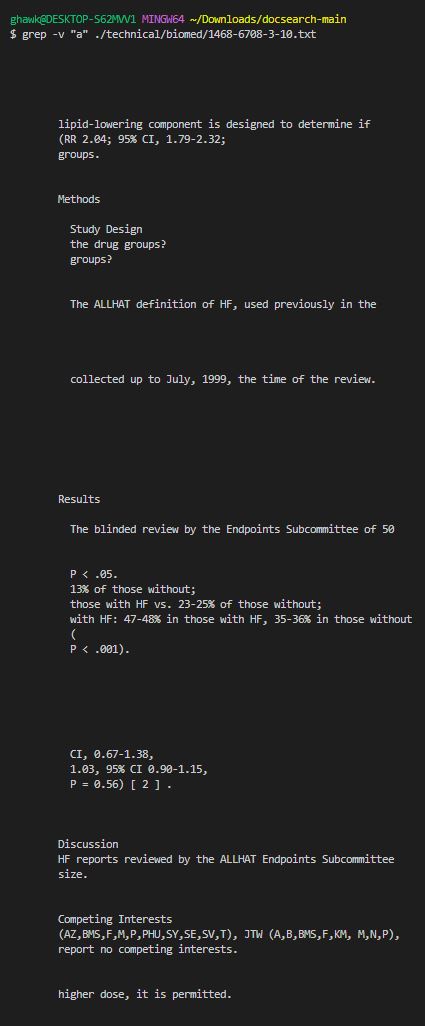 ghawk@DESKTOP-S62MVV1 MINGW64 ~/Downloads/docsearch-main
$ grep -v "a" ./technical/biomed/1468-6708-3-10.txt
lipid-lowering component is designed to determine if
(RR 2.04; 95% CI, 1.79-2.32;
groups.
Methods
Study Design
the drug groups?
groups?
The ALLHAT definition of HF, used previously in the
collected up to July, 1999, the time of the review.
Results
The blinded review by the Endpoints Subcommittee of 50
P < .05.
13% of those without;
those with HF vs. 23-25% of those without;
with HF: 47-48% in those with HF, 35-36% in those without
(
P < .001).
CI, 0.67-1.38,
1.03, 95% CI 0.90-1.15,
P = 0.56) [ 2 ] .
Discussion
HF reports reviewed by the ALLHAT Endpoints Subcommittee
size.
Competing Interests
(AZ,BMS,F,M,P,PHU,SY,SE,SV,T), JTW (A,B,BMS,F,KM, M,N,P),
report no competing interests.
higher dose, it is permitted.